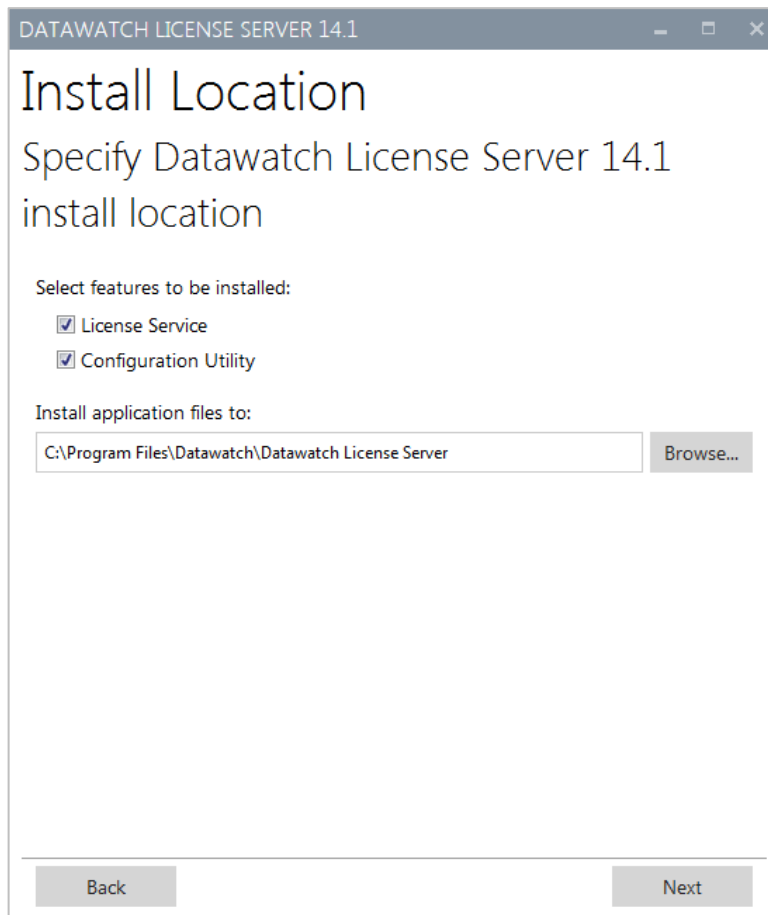 DATAWATCH LICENSE SERVER 14.1
Install Location
Specify Datawatch License Server 14.1
install location
Select features to be installed:
License Service
Configuration Utility
Install application files to:
C:\Program Files\Datawatch\Datawatch License Server
Browse...
Back
Next